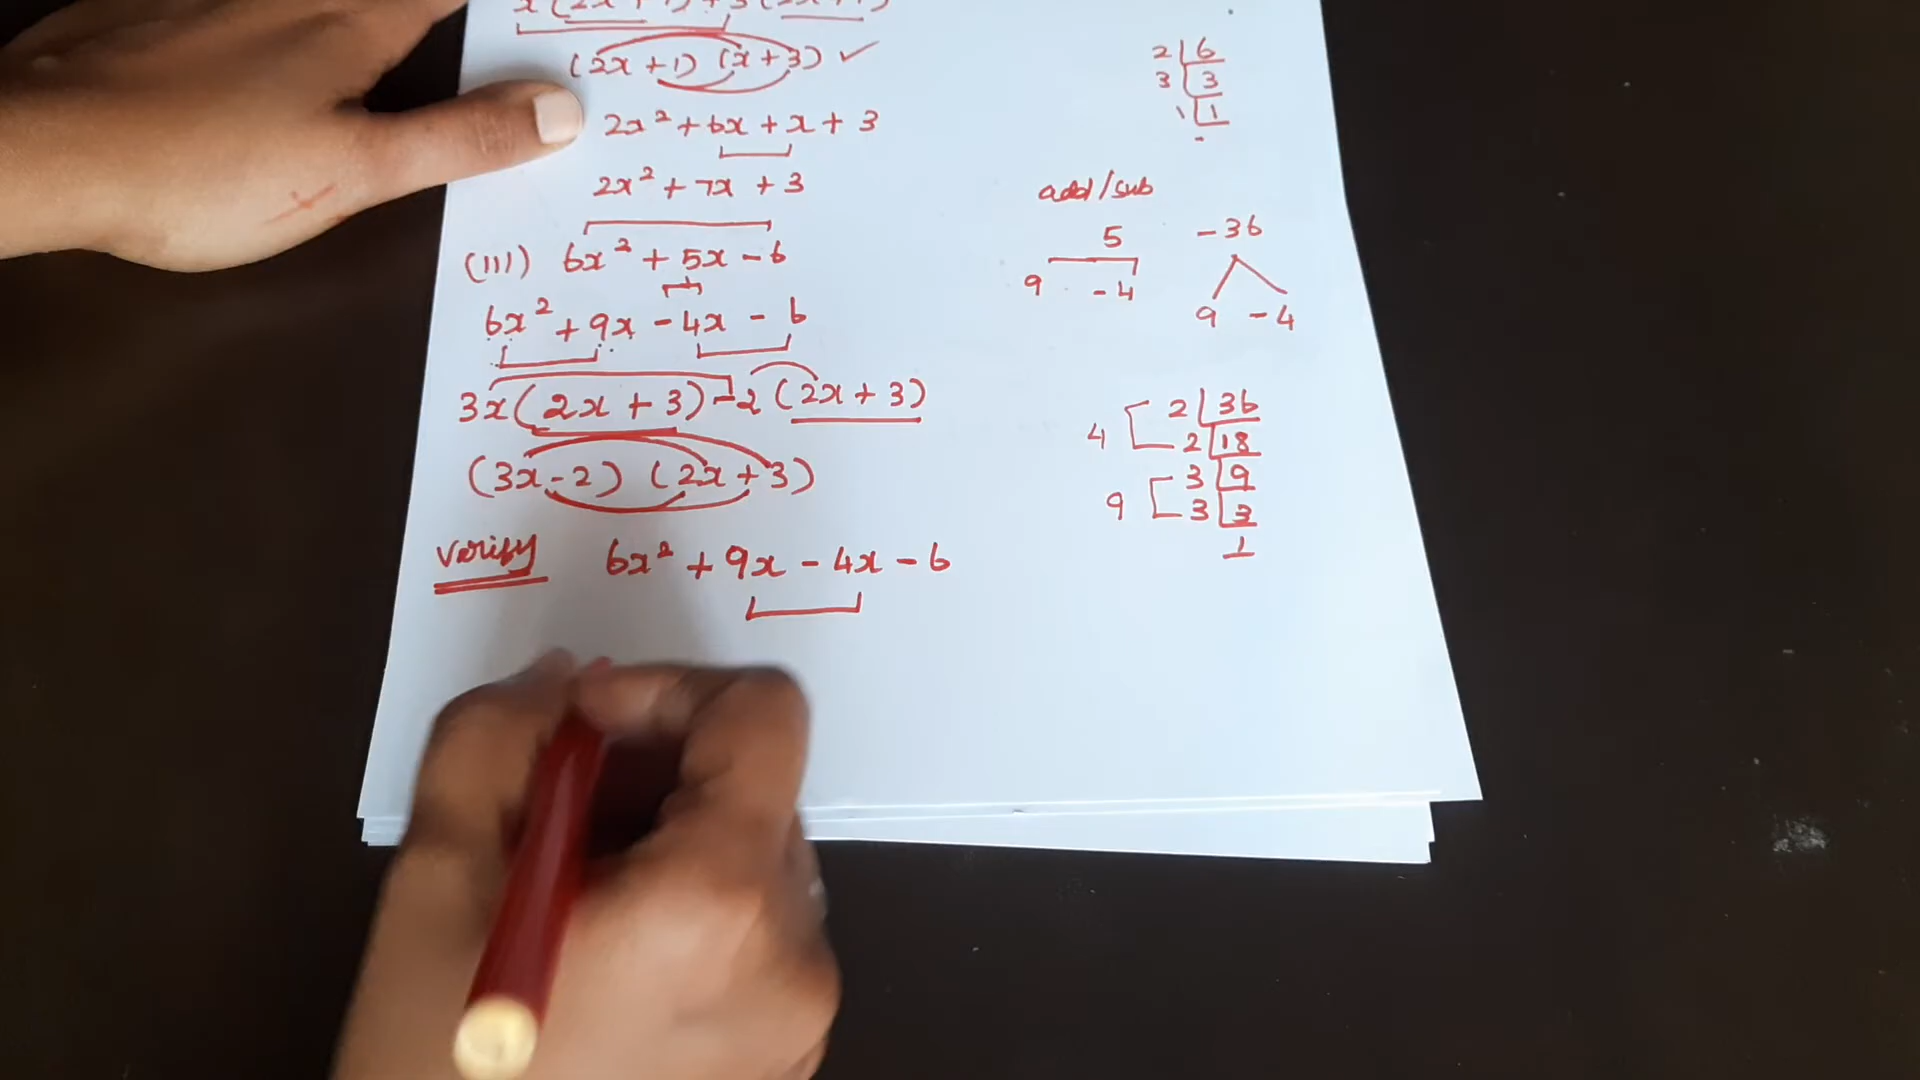 (2x + 1) (x + 3) ✓
2x² + 6x + x + 3
2x² + 7x + 3
(III) 6x² + 5x - 6
6x² + 9x - 4x - 6
3x (2x + 3) - 2 (2x + 3)
(3x - 2) (2x + 3)
verify 6x² + 9x - 4x - 6
2 | 6
3 | 3
1 | 1
add/sub
5 -36
9 -4 9 -4
2 | 36
4 2 | 18
3 | 9
9 3 | 3
1